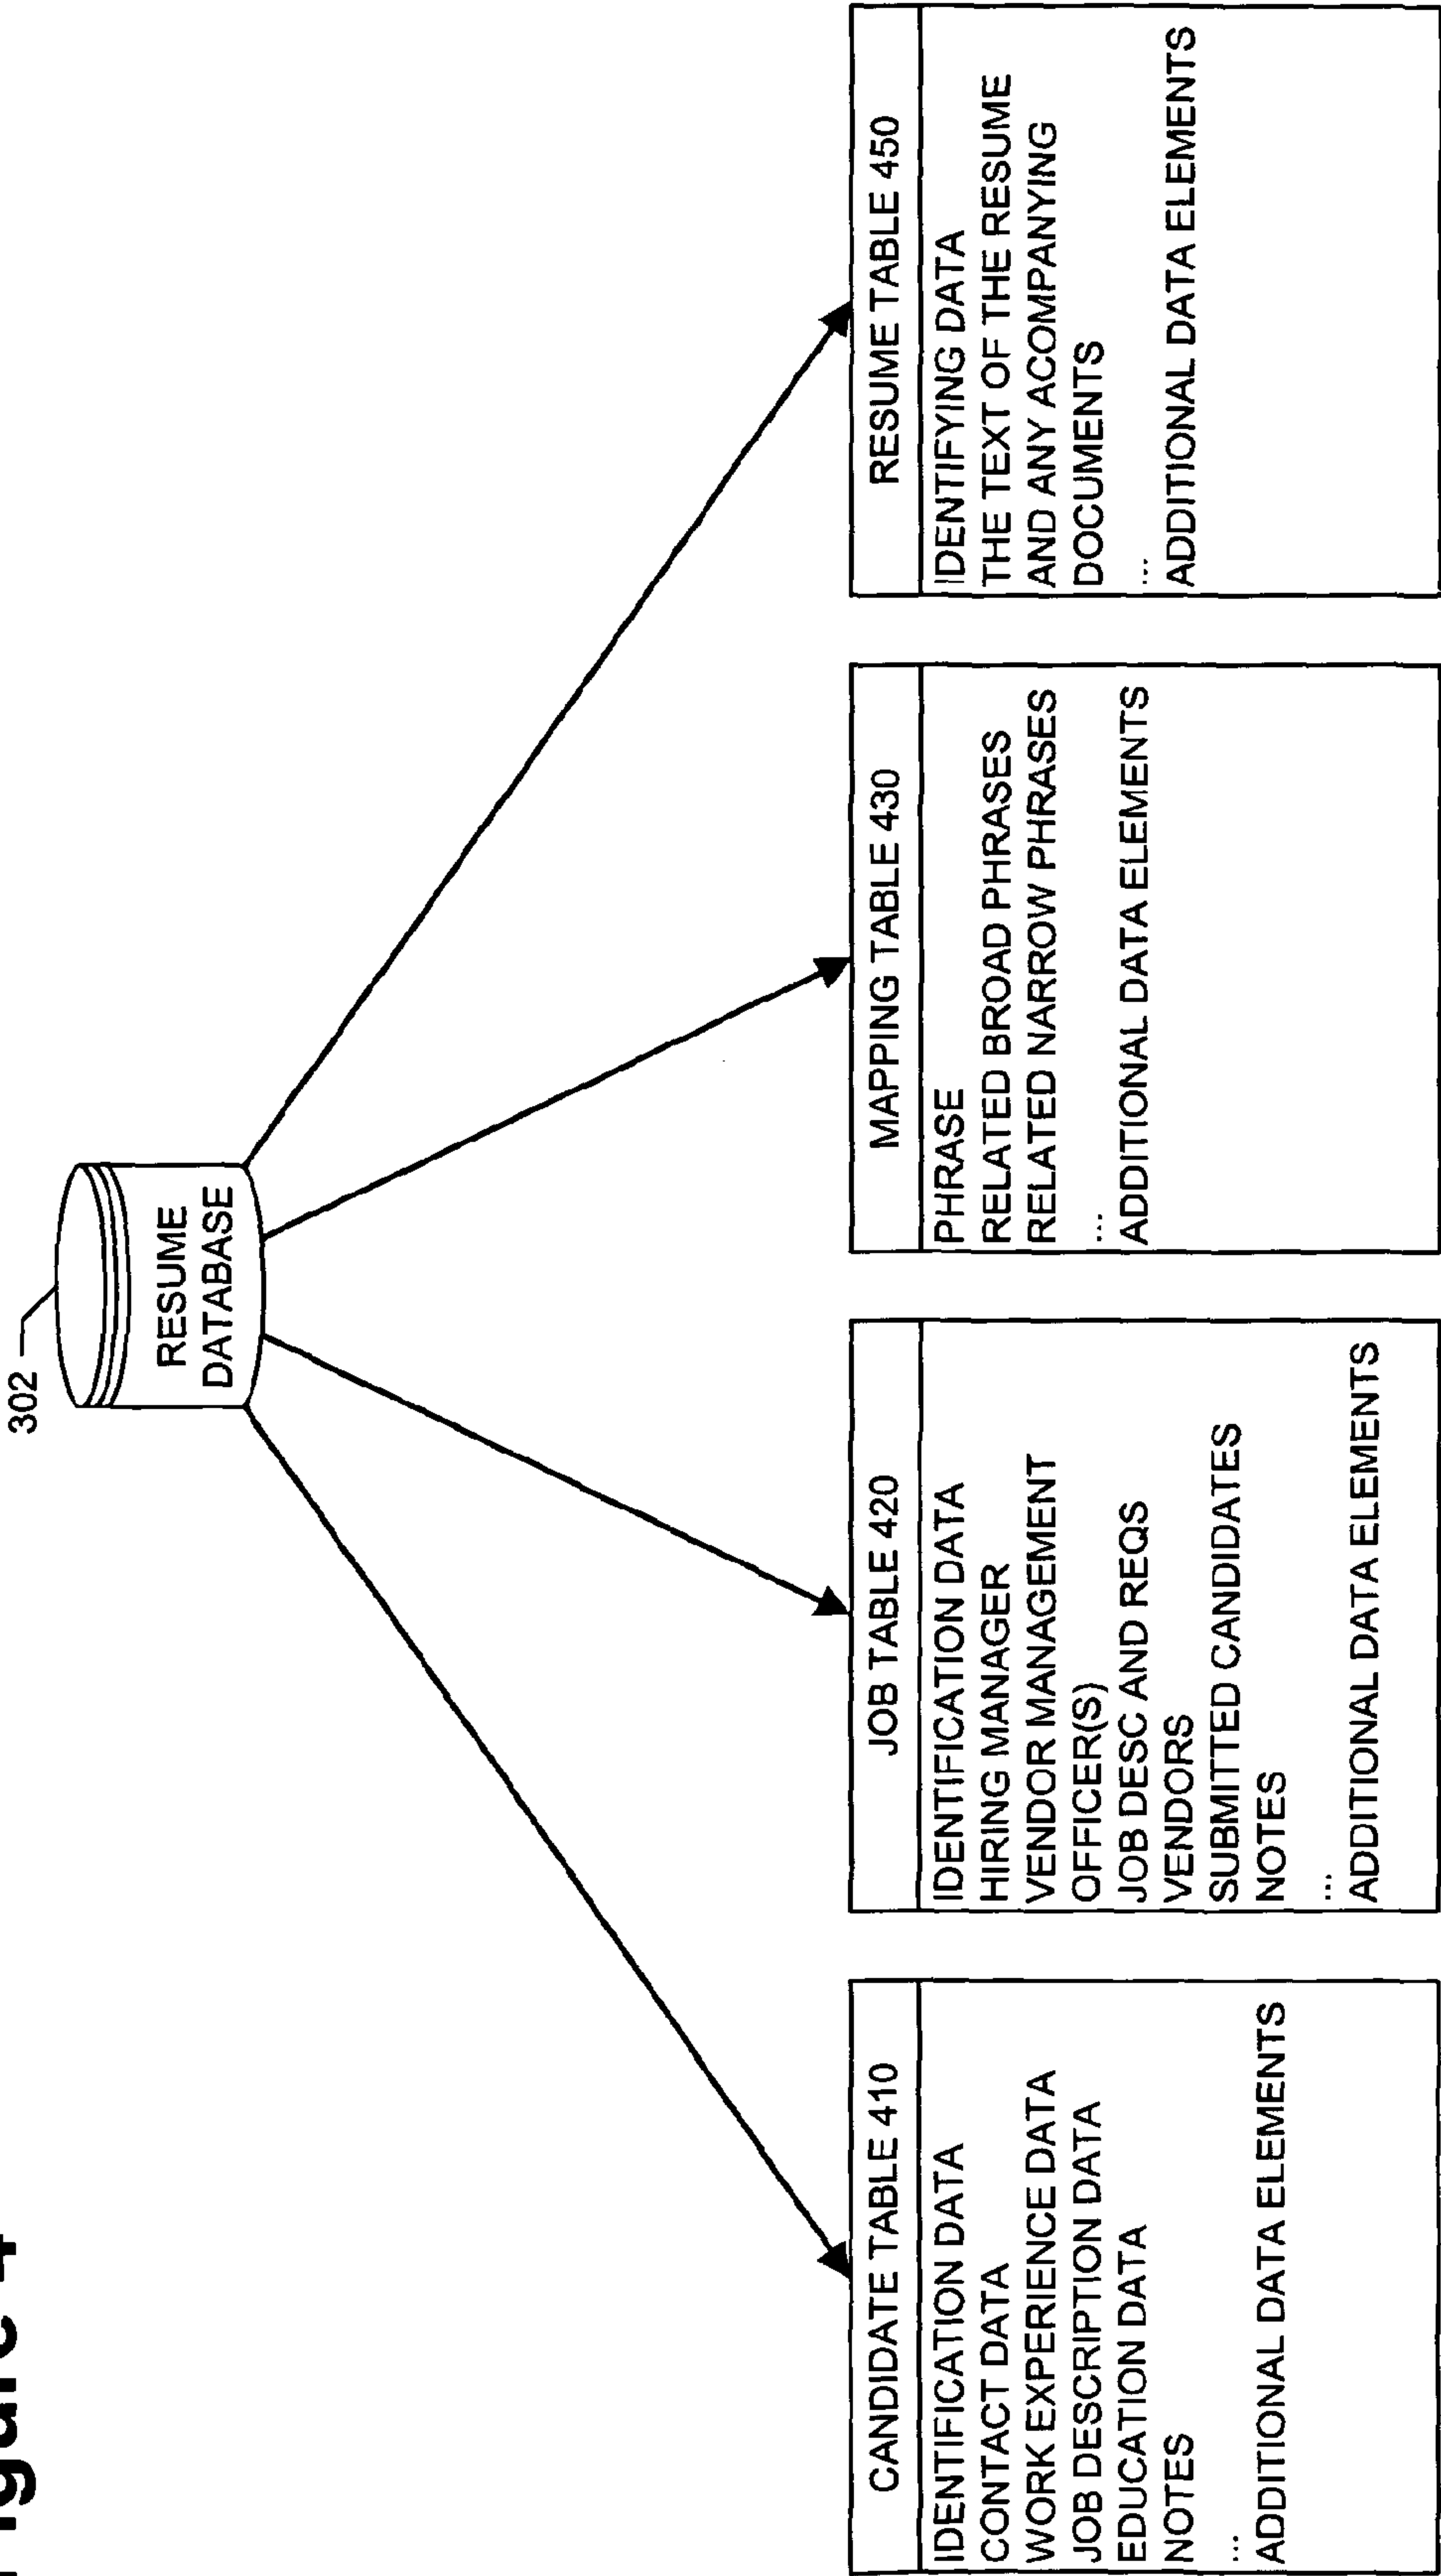 Figure 4
302
RESUME
DATABASE
CANDIDATE TABLE 410
IDENTIFICATION DATA
CONTACT DATA
WORK EXPERIENCE DATA
JOB DESCRIPTION DATA
EDUCATION DATA
NOTES
...
ADDITIONAL DATA ELEMENTS
JOB TABLE 420
IDENTIFICATION DATA
HIRING MANAGER
VENDOR MANAGEMENT
OFFICER(S)
JOB DESC AND REQS
VENDORS
SUBMITTED CANDIDATES
NOTES
...
ADDITIONAL DATA ELEMENTS
MAPPING TABLE 430
PHRASE
RELATED BROAD PHRASES
RELATED NARROW PHRASES
...
ADDITIONAL DATA ELEMENTS
RESUME TABLE 450
IDENTIFYING DATA
THE TEXT OF THE RESUME
AND ANY ACOMPANYING
DOCUMENTS
...
ADDITIONAL DATA ELEMENTS